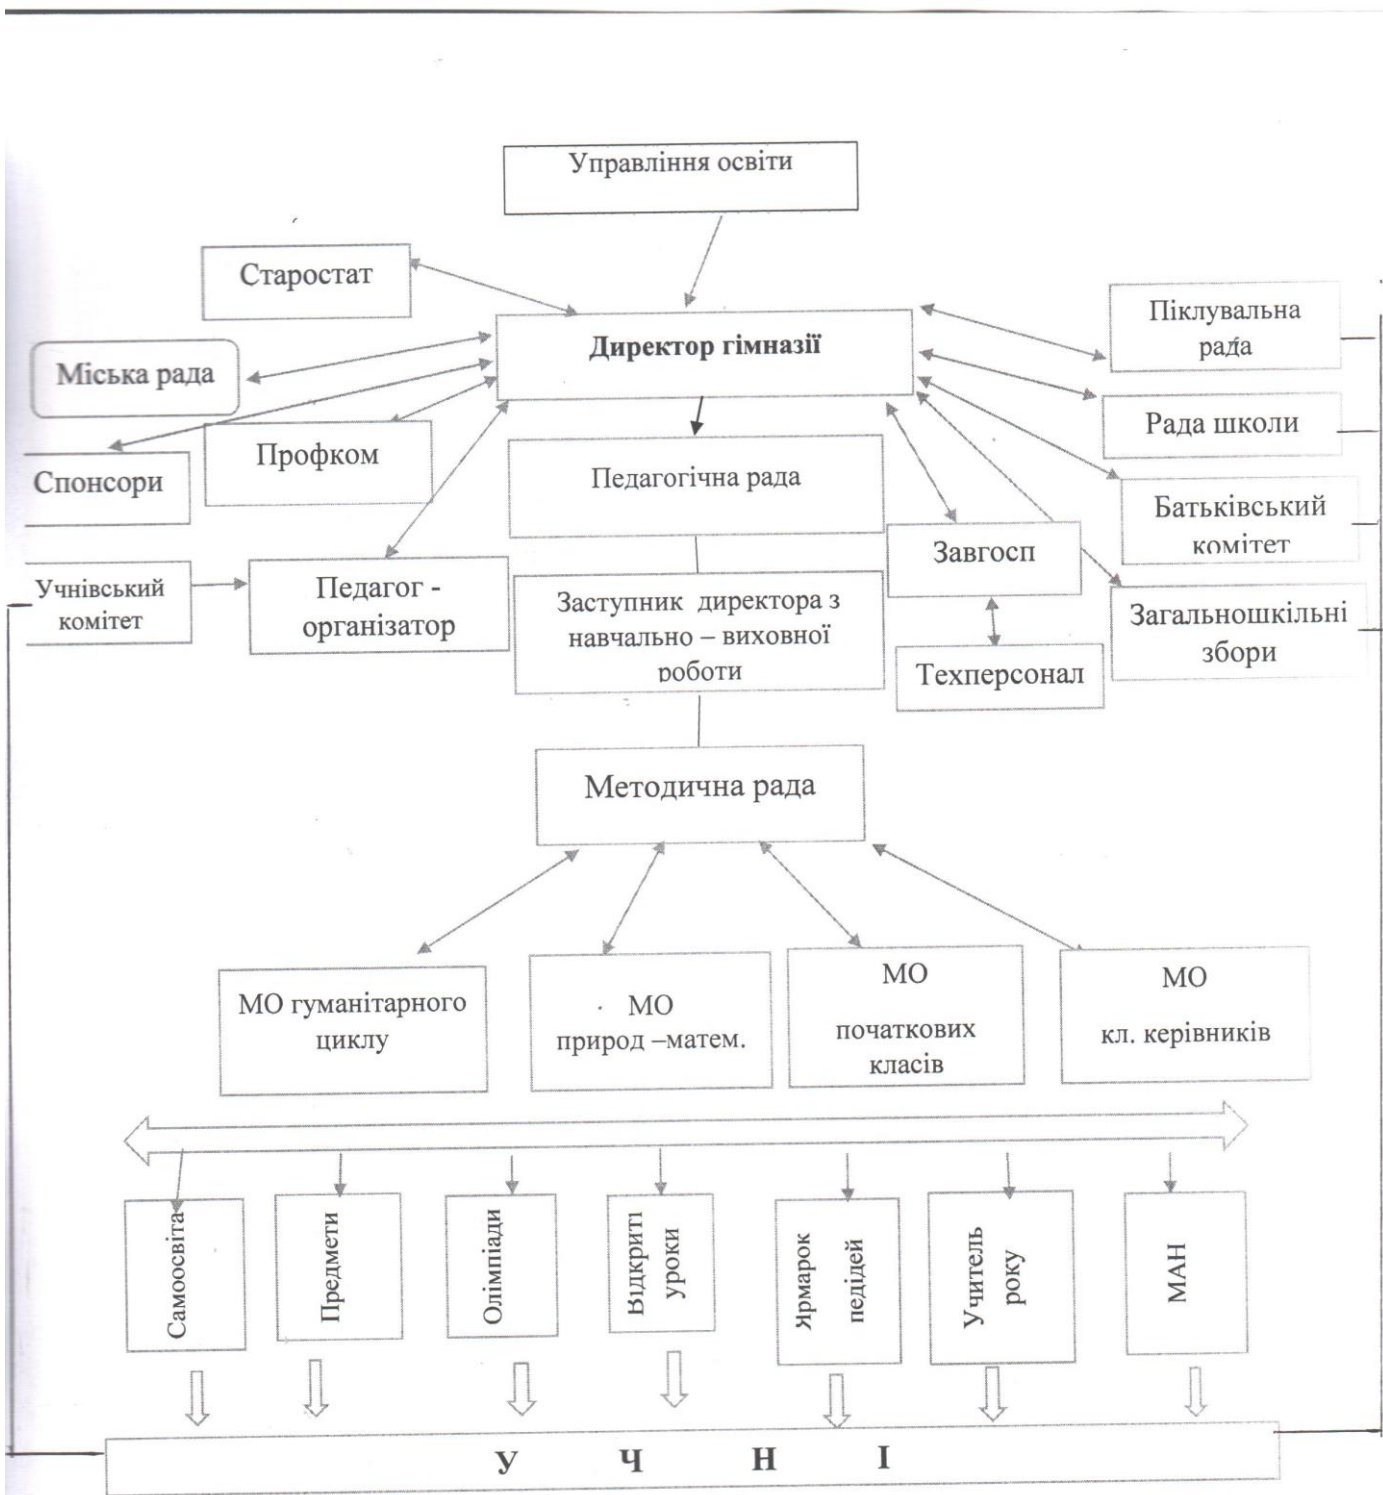 Управління освіти
Старостат
Директор гімназії
Піклувальна
рада
Міська рада
Рада школи
Профком
Спонсори
Педагогічна рада
Батьківський
комітет
Завгосп
Учнівський
комітет
Педагог -
організатор
Заступник директора з
навчально – виховної
роботи
Загальношкільні
збори
Техперсонал
Методична рада
МО гуманітарного
циклу
МО
природ –матем.
МО
початкових
класів
МО
кл. керівників
Самоосвіта
Предмети
Олімпіади
Відкриті
уроки
Ярмарок
педідей
Учитель
року
МАН
У Ч Н І